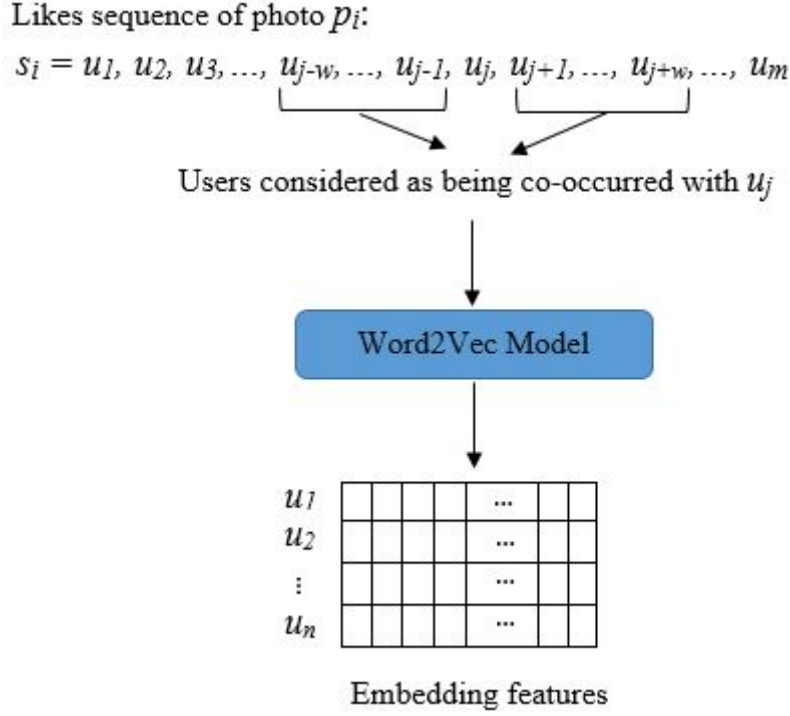 Likes sequence of photo pᵢ:
sᵢ = u₁, u₂, u₃, ..., uⱼ₋w, ..., uⱼ₋₁, uⱼ, uⱼ₊₁, ..., uⱼ₊w, ..., uₘ
Users considered as being co-occurred with uⱼ
Word2Vec Model
u₁ ...
u₂ ...
⋮ ...
uₙ ...
Embedding features